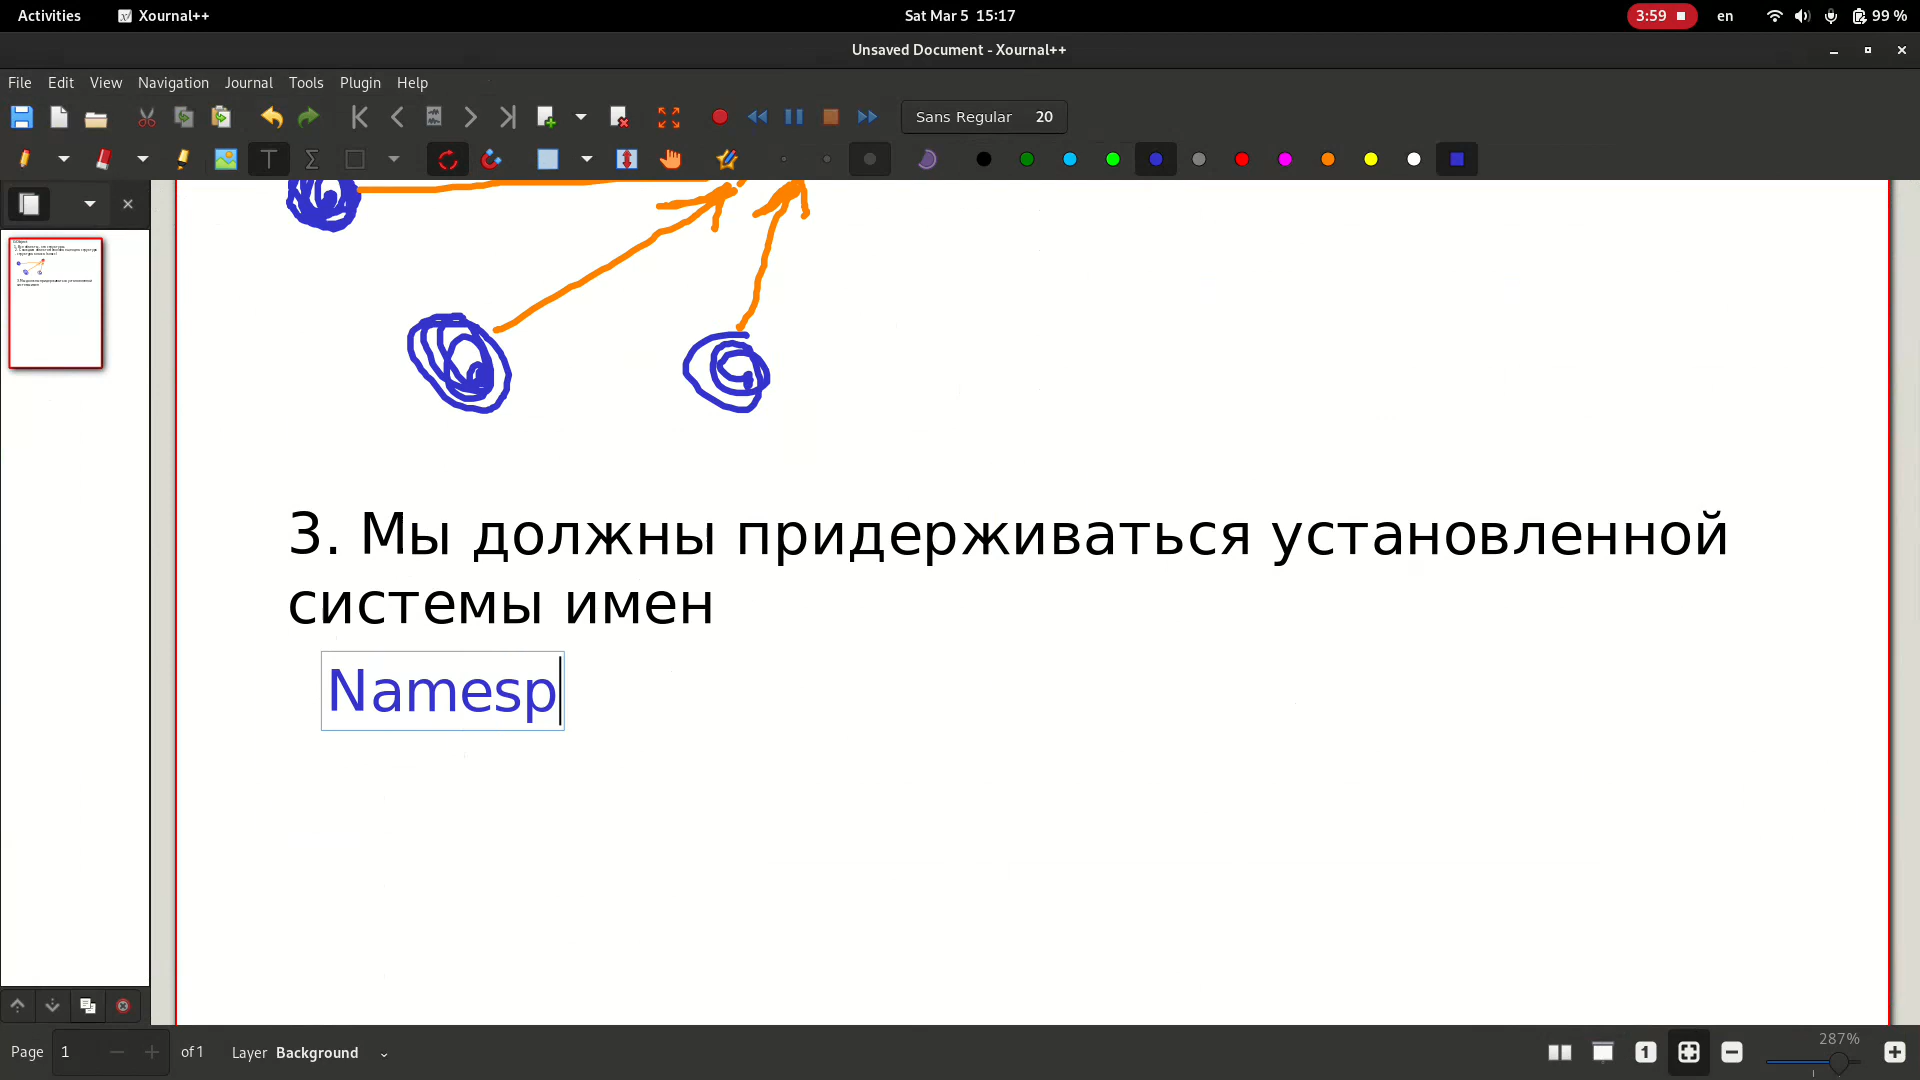 Activities
Xournal++
Sat Mar 5 15:17
3:59
en
99 %
Unsaved Document - Xournal++
File Edit View Navigation Journal Tools Plugin Help
Sans Regular 20
T
Σ
3. Мы должны придерживаться установленной
системы имен
Namesp
Page 1 of 1 Layer Background
1
287%